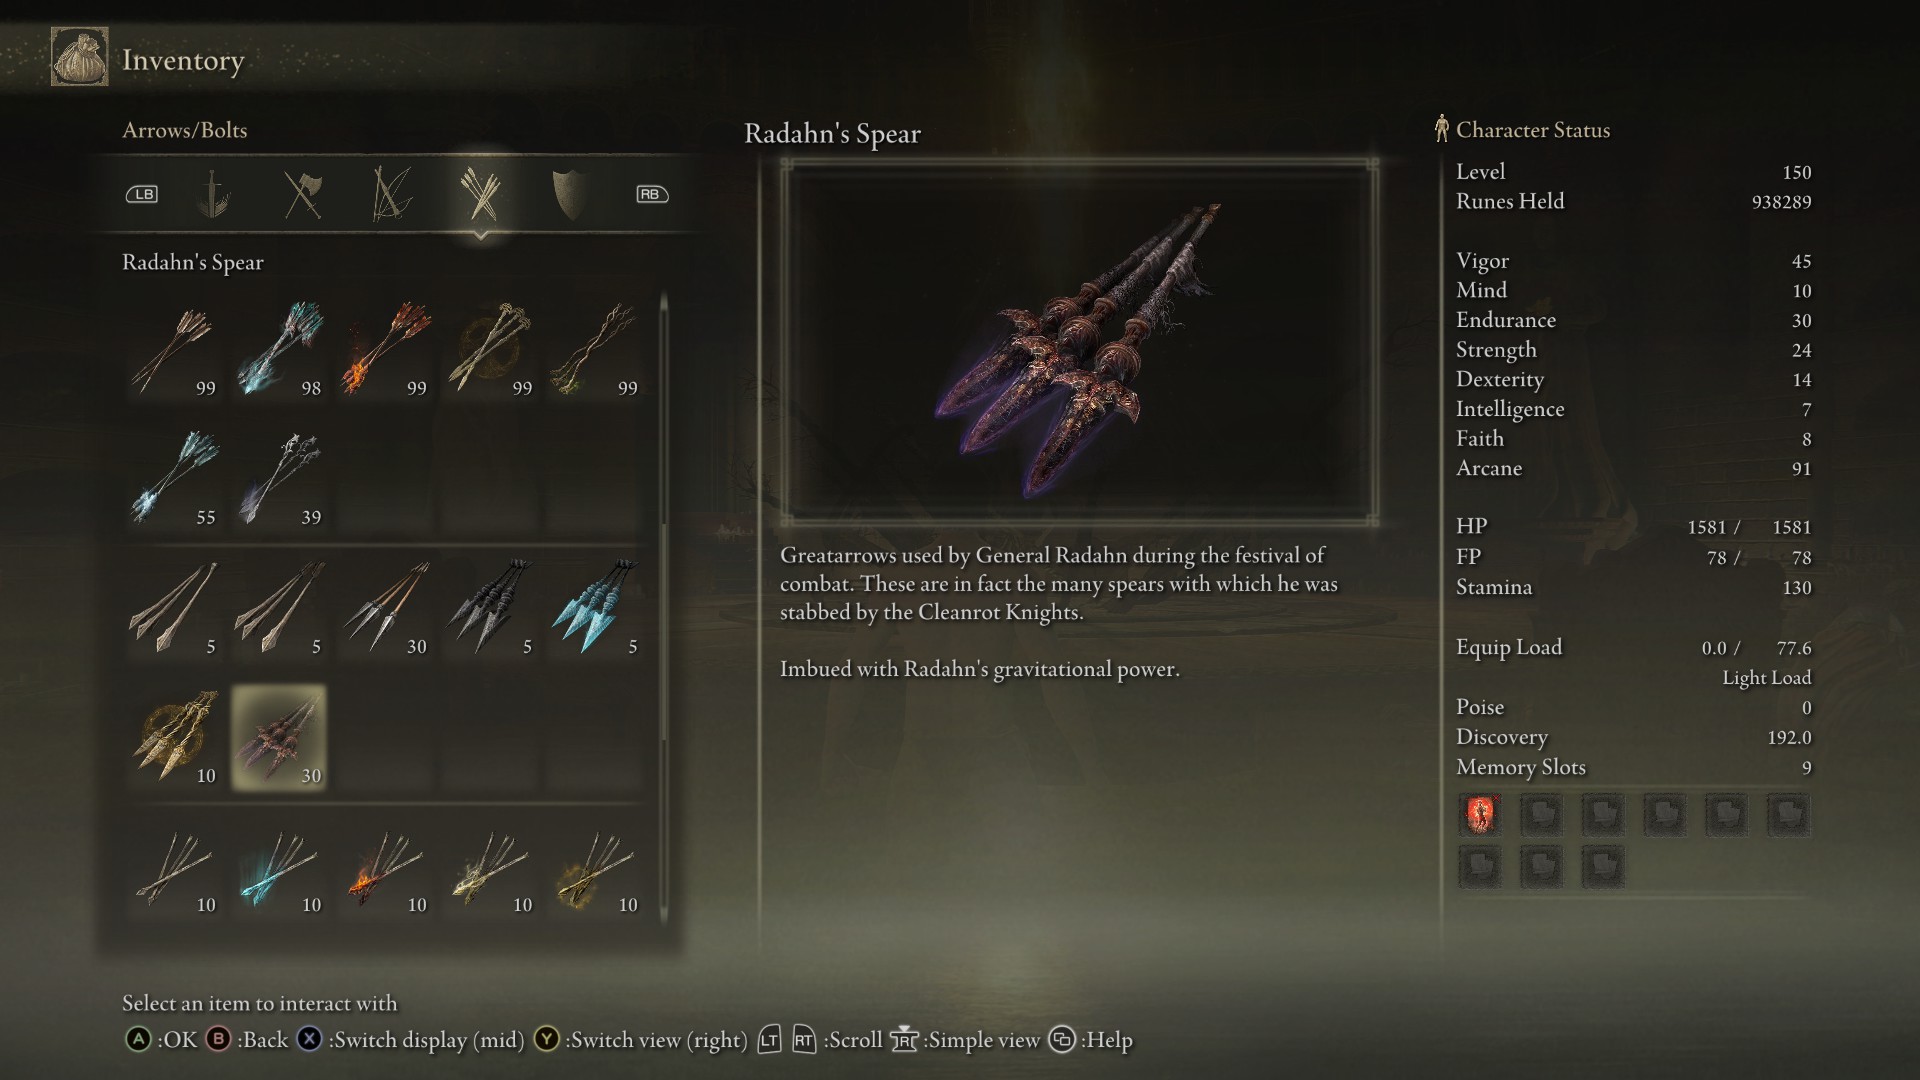 Inventory
Arrows/Bolts
LB
RB
Radahn's Spear
99
98
99
99
99
55
39
5
5
30
5
5
10
30
10
10
10
10
10
Radahn's Spear
Greatarrows used by General Radahn during the festival of
combat. These are in fact the many spears with which he was
stabbed by the Cleanrot Knights.
Imbued with Radahn's gravitational power.
Character Status
Level 150
Runes Held 938289
Vigor 45
Mind 10
Endurance 30
Strength 24
Dexterity 14
Intelligence 7
Faith 8
Arcane 91
HP 1581 / 1581
FP 78 / 78
Stamina 130
Equip Load 0.0 / 77.6
Light Load
Poise 0
Discovery 192.0
Memory Slots 9
Select an item to interact with
A :OK B :Back X :Switch display (mid) Y :Switch view (right) LT RT :Scroll R :Simple view :Help